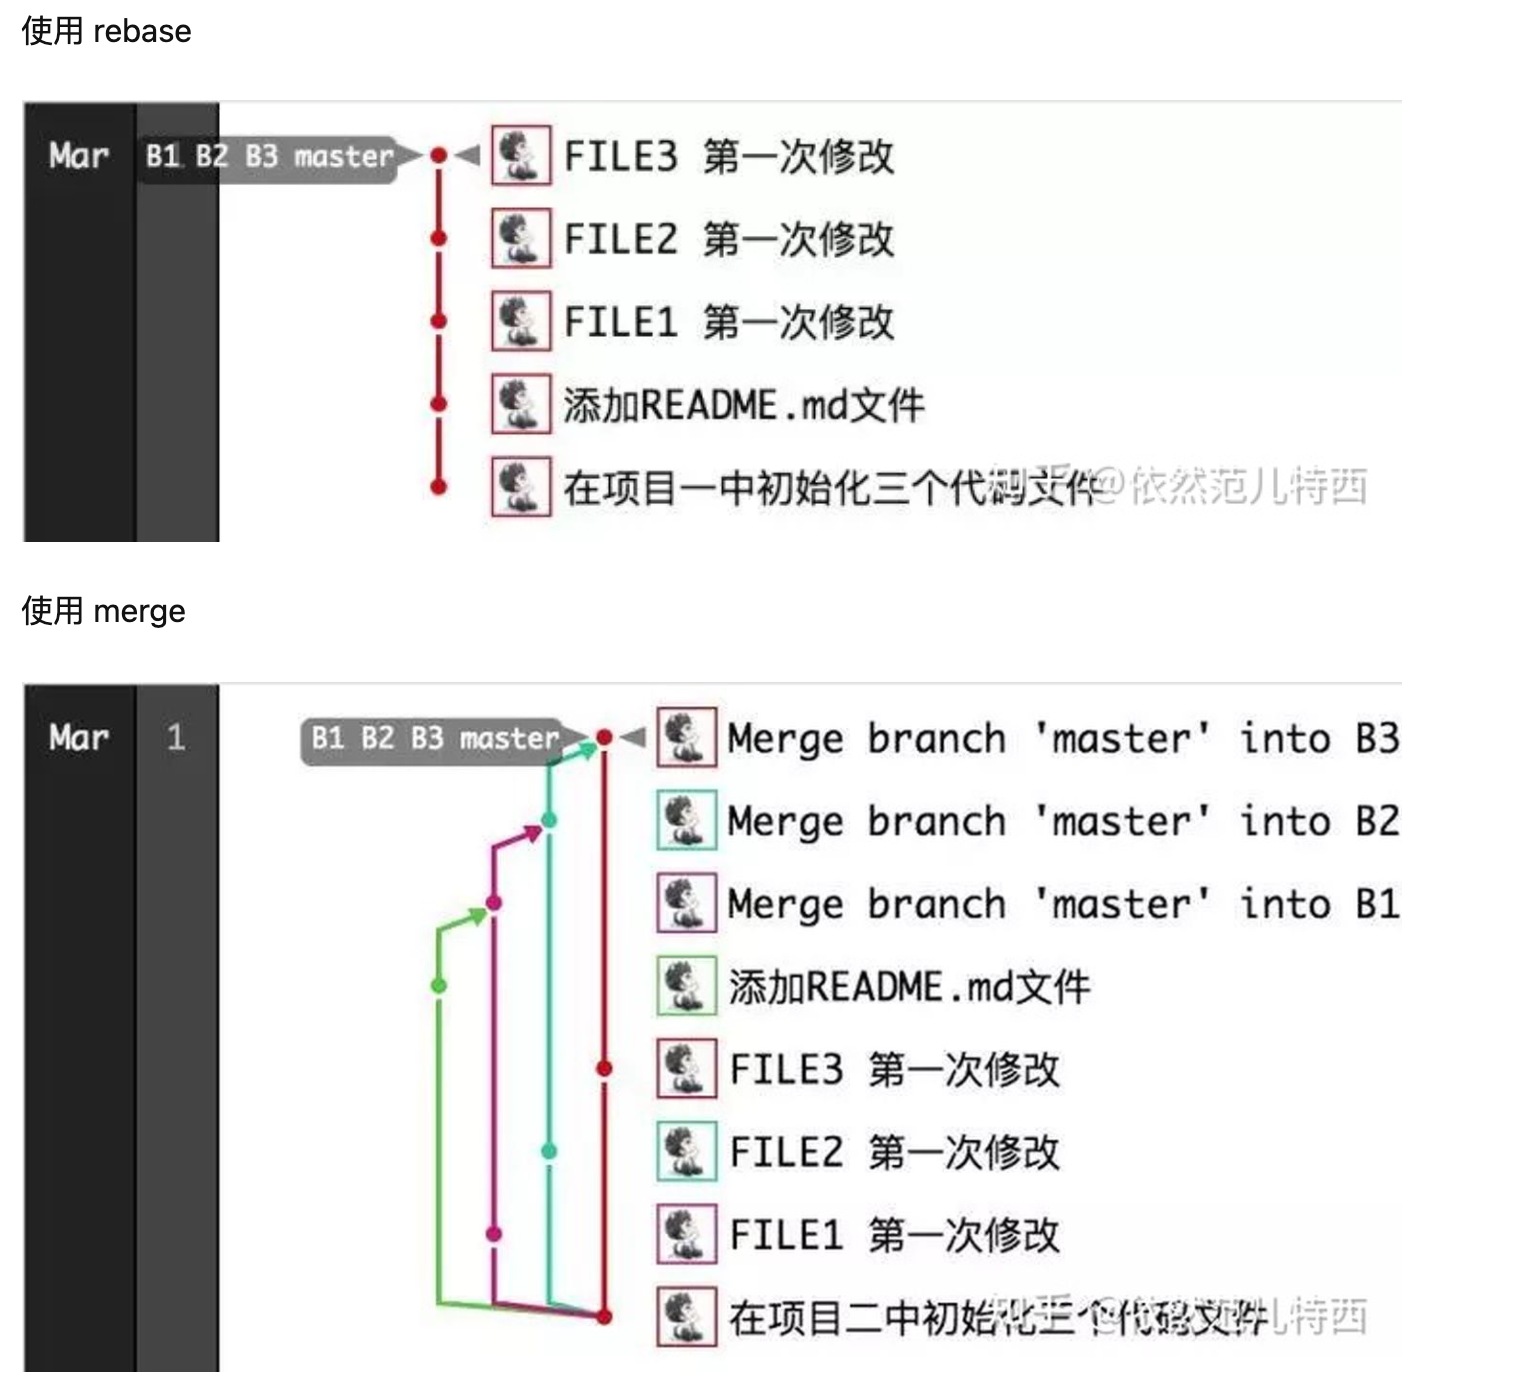 使用 rebase
Mar B1 B2 B3 master FILE3 第一次修改
FILE2 第一次修改
FILE1 第一次修改
添加README.md文件
在项目一中初始化三个代码文件
知乎 @依然范儿特西
使用 merge
Mar 1 B1 B2 B3 master Merge branch 'master' into B3
Merge branch 'master' into B2
Merge branch 'master' into B1
添加README.md文件
FILE3 第一次修改
FILE2 第一次修改
FILE1 第一次修改
在项目二中初始化三个代码文件
知乎 @依然范儿特西